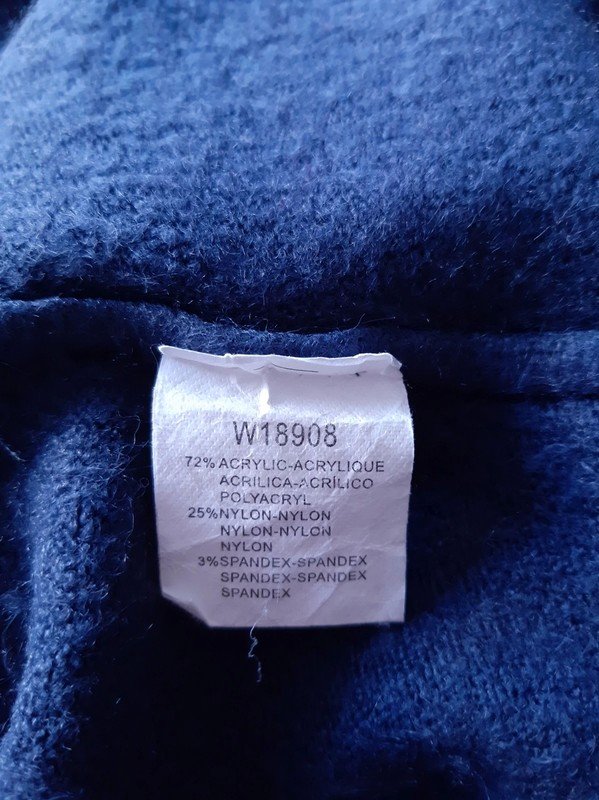 W18908
72% ACRYLIC-ACRYLIQUE
ACRILICA-ACRÍLICO
POLYACRYL
25%NYLON-NYLON
NYLON-NYLON
NYLON
3%SPANDEX-SPANDEX
SPANDEX-SPANDEX
SPANDEX